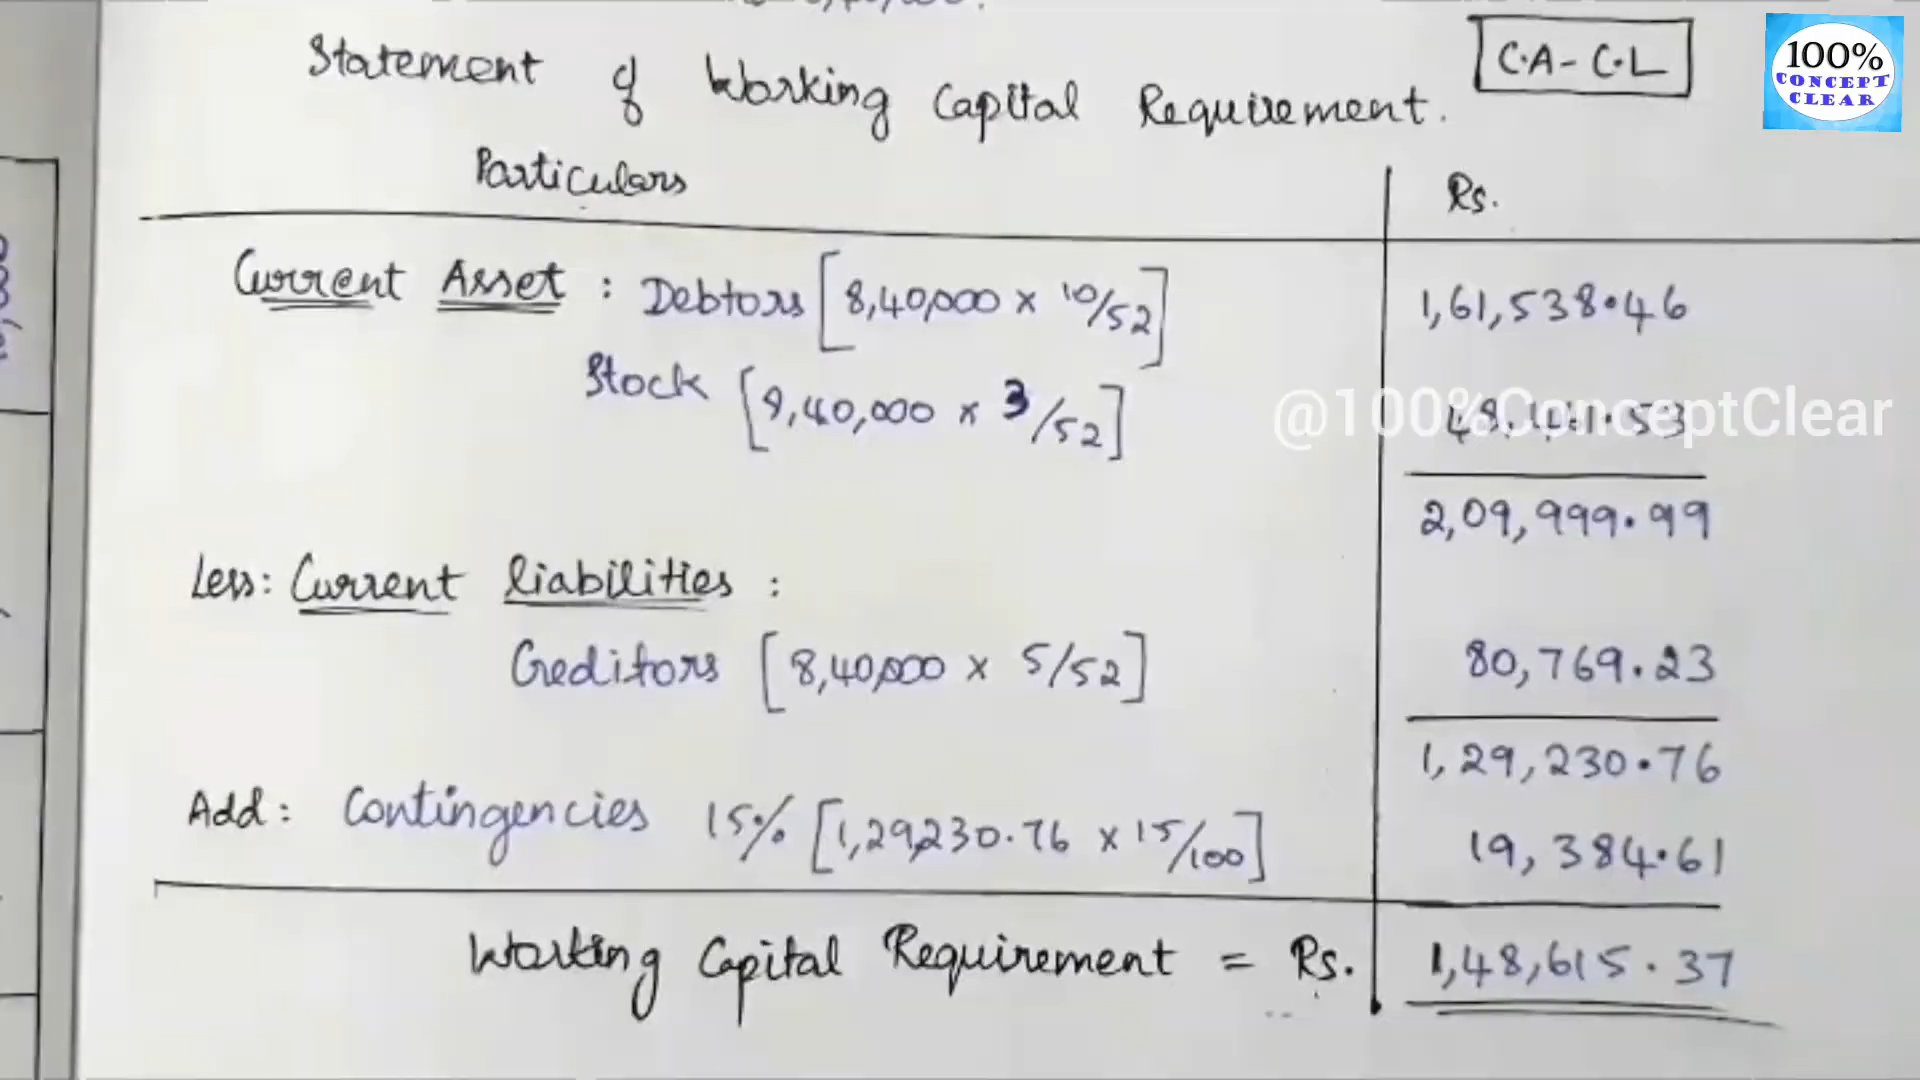 Statement of Working Capital Requirement.
C.A - C.L
100%
CONCEPT
CLEAR
Particulars
Rs.
Current Asset : Debtors [8,40,000 × 10/52]
1,61,538.46
Stock [8,40,000 × 3/52]
@100%ConceptClear
2,09,999.99
Less: Current liabilities :
Creditors [8,40,000 × 5/52]
80,769.23
1,29,230.76
Add: Contingencies 15% [1,29,230.76 × 15/100]
19,384.61
Working Capital Requirement = Rs.
1,48,615.37